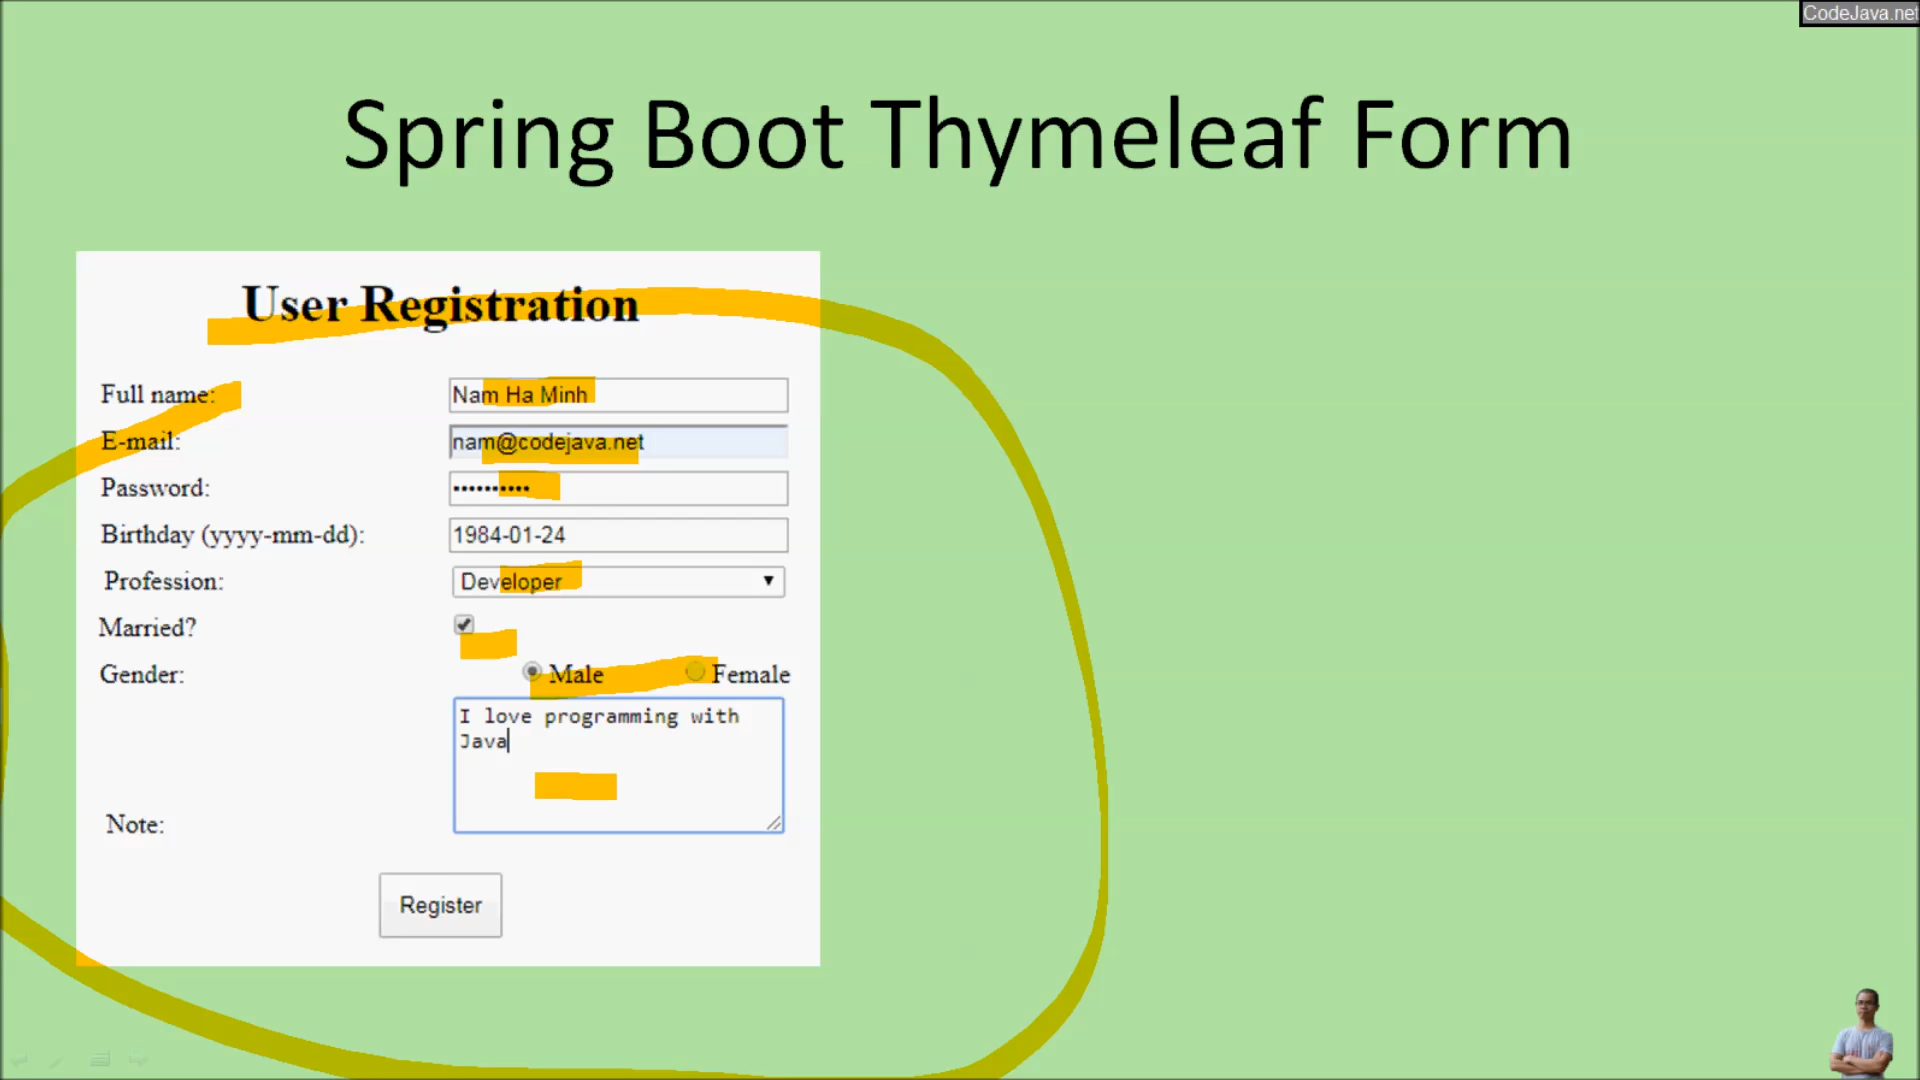 CodeJava.net
Spring Boot Thymeleaf Form
User Registration
Full name: Nam Ha Minh
E-mail: nam@codejava.net
Password: ••••••••••
Birthday (yyyy-mm-dd): 1984-01-24
Profession: Developer
Married?
Gender: Male Female
I love programming with
Java
Note:
Register